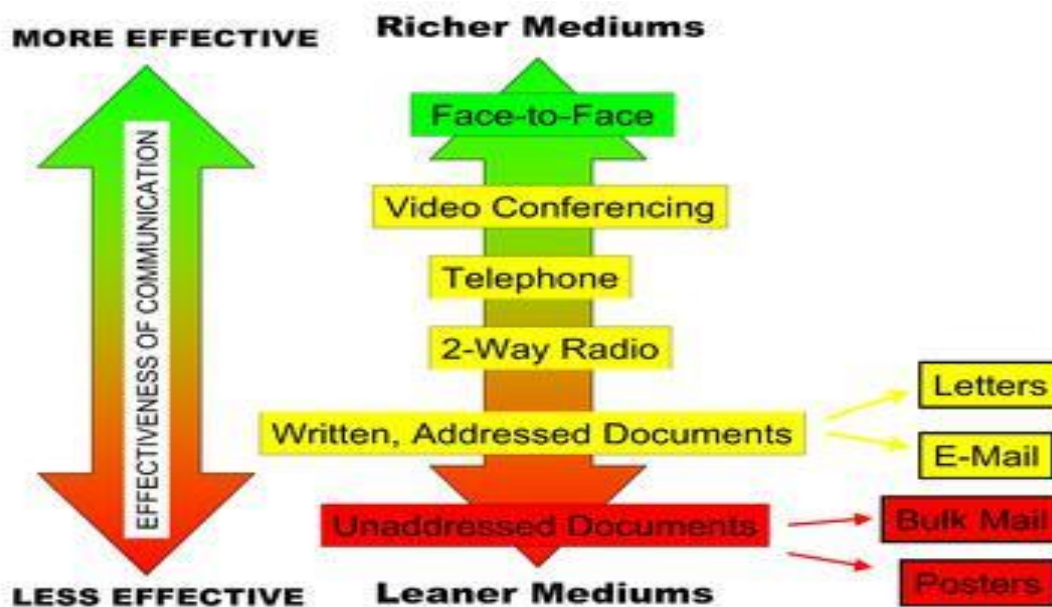 MORE EFFECTIVE
Richer Mediums
EFFECTIVENESS OF COMMUNICATION
Face-to-Face
Video Conferencing
Telephone
2-Way Radio
Written, Addressed Documents
Letters
E-Mail
Unaddressed Documents
Bulk Mail
Posters
LESS EFFECTIVE
Leaner Mediums